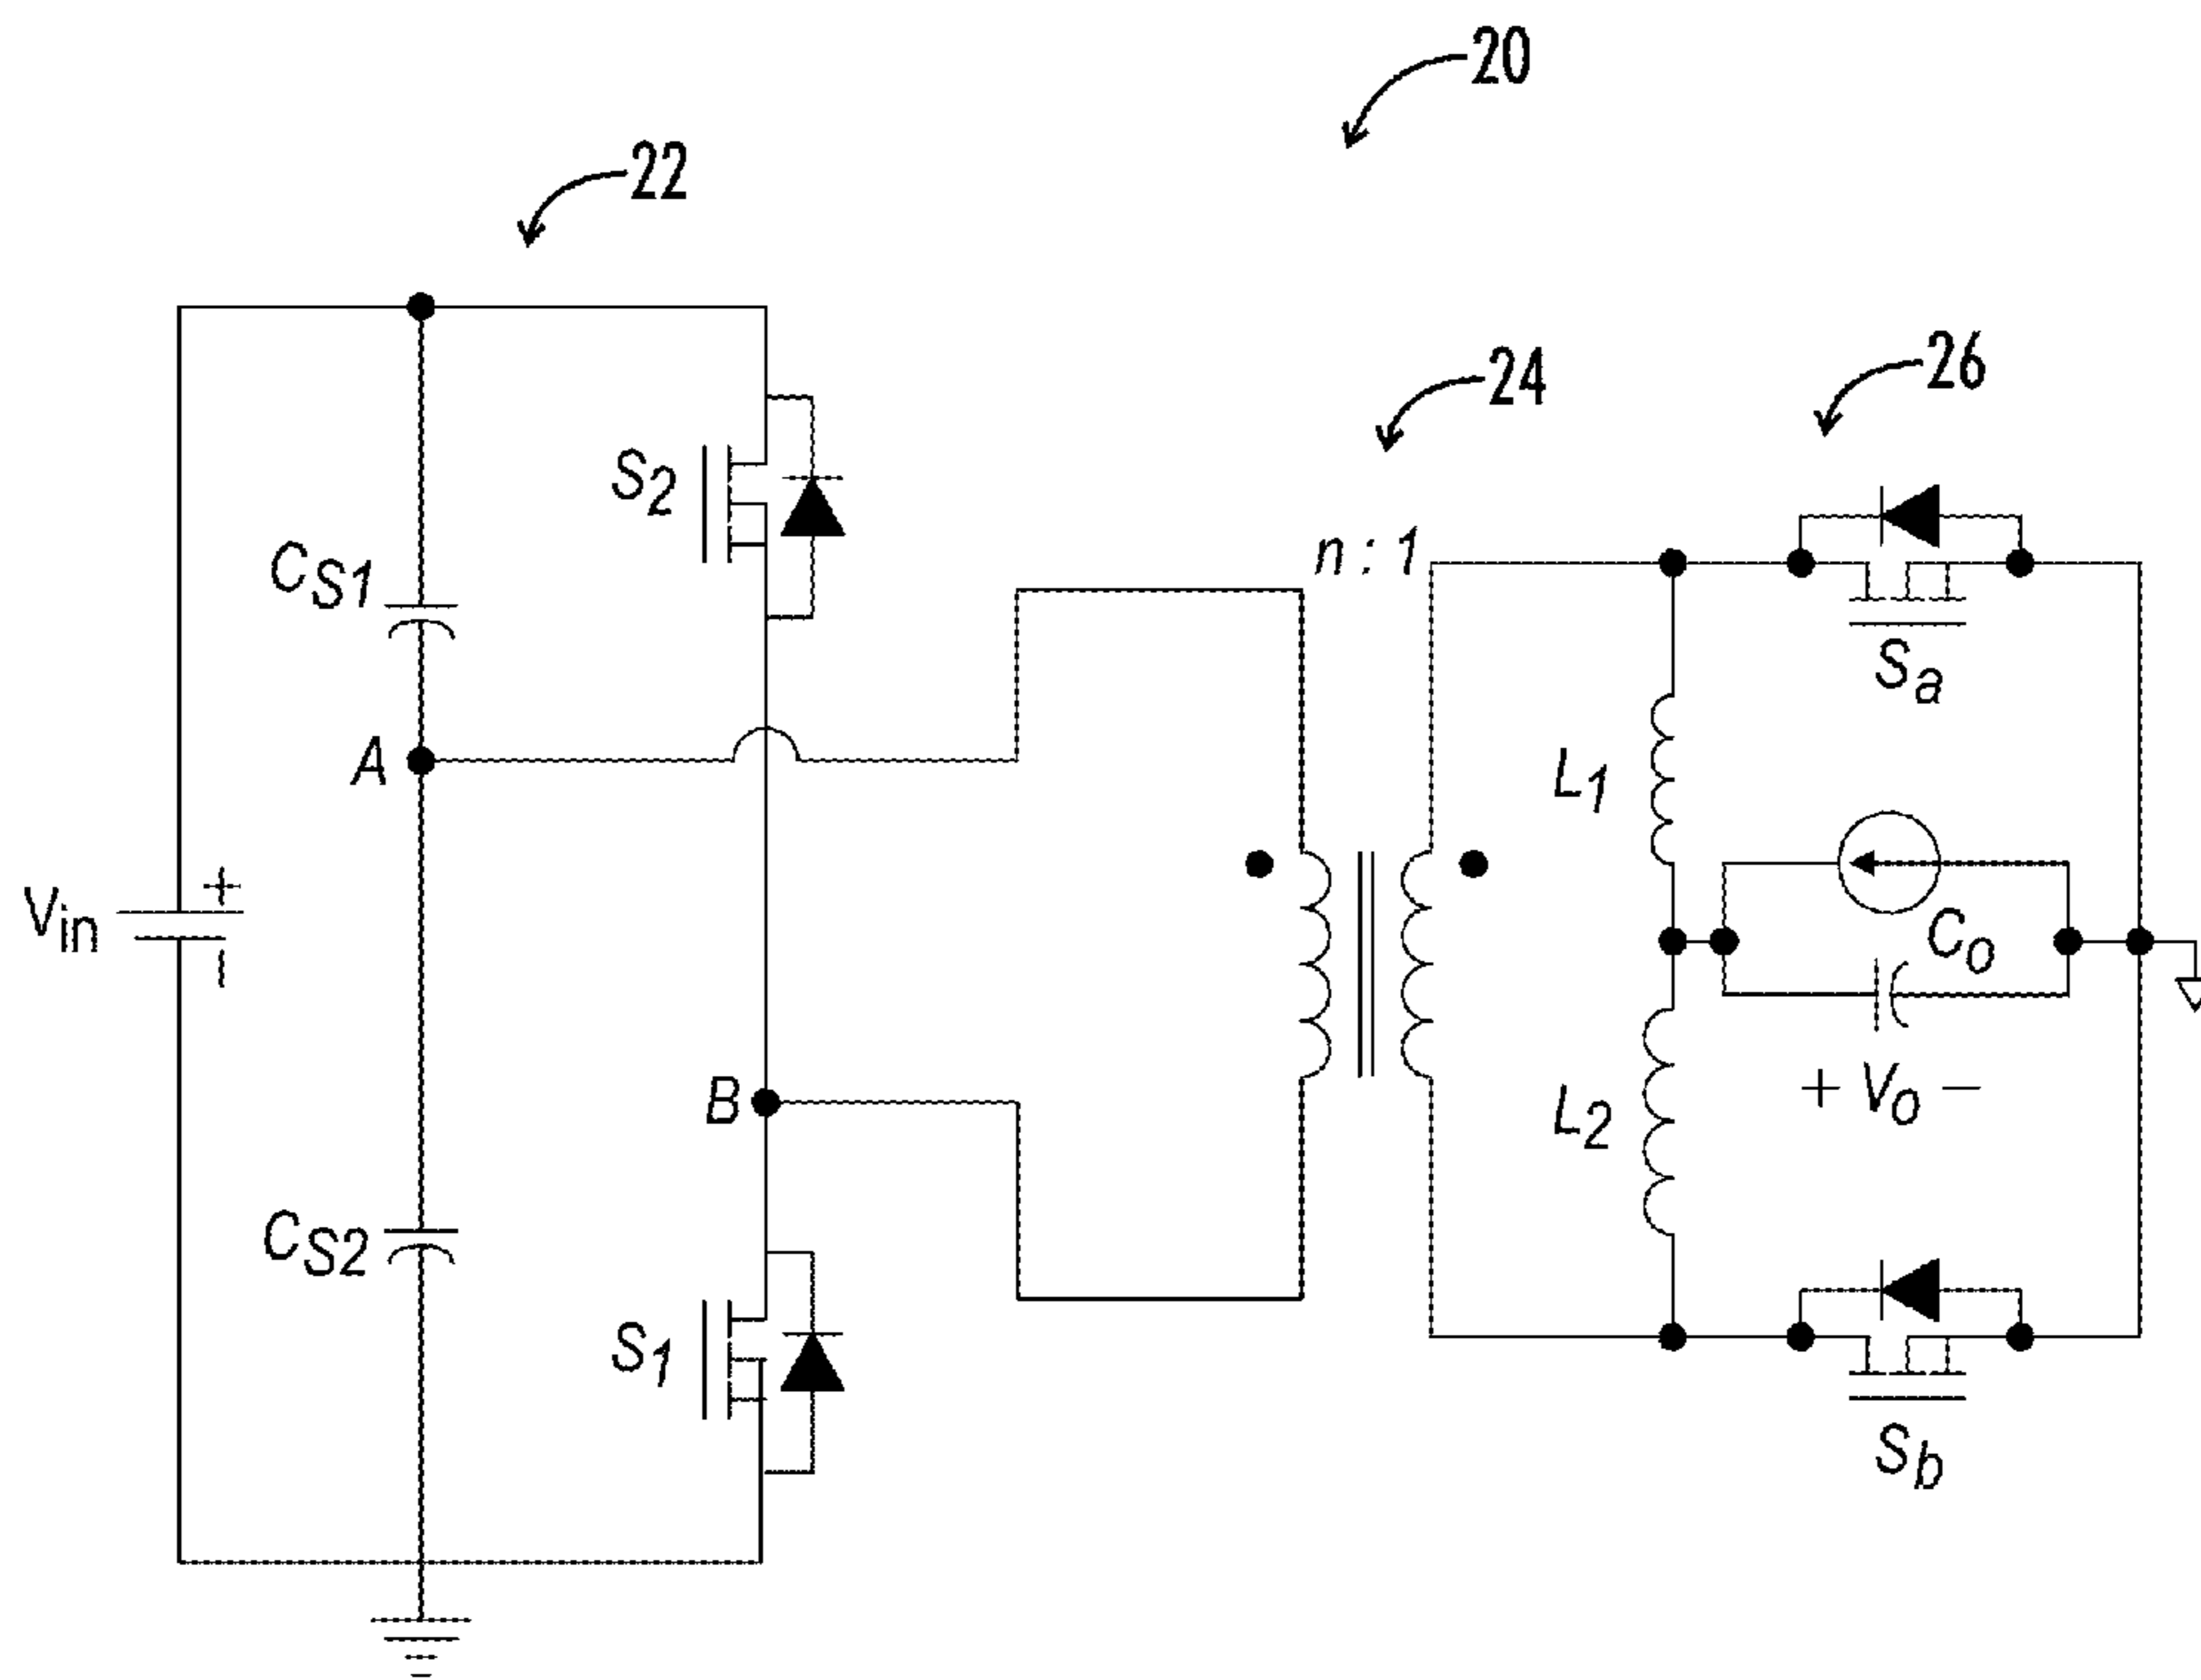 20
22
24
26
S2
CS1
n : 1
Sa
A
L1
Vin
+
−
Co
B
L2
+ Vo −
CS2
S1
Sb